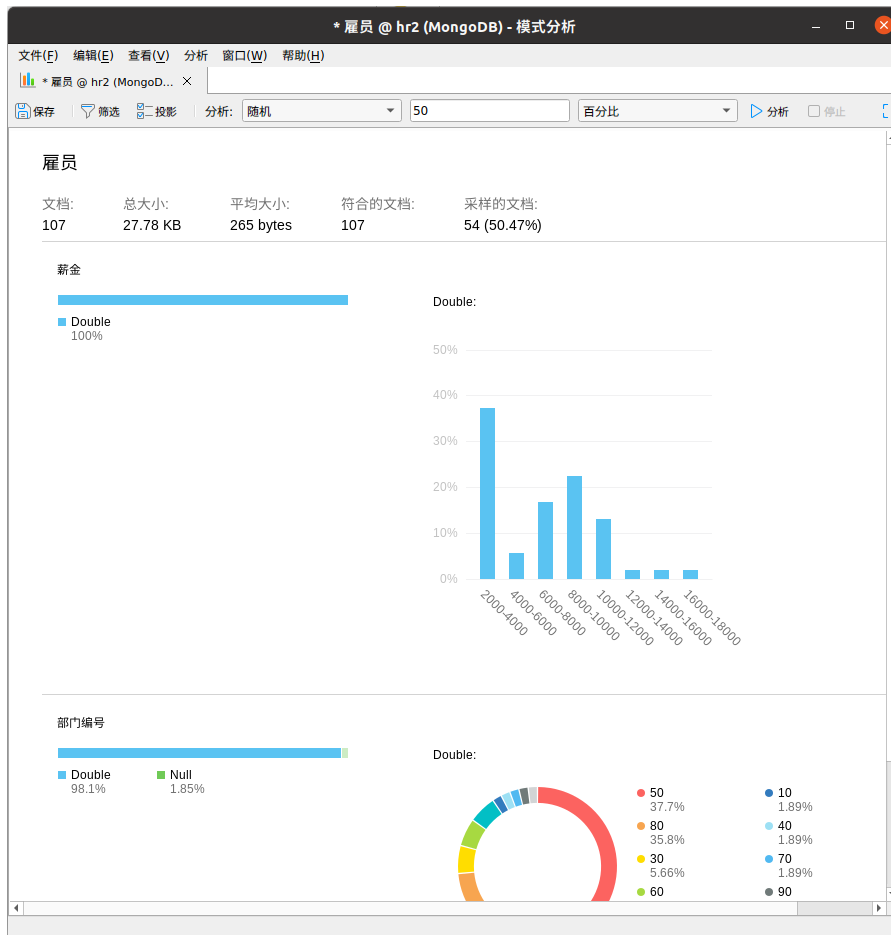 * 雇员 @ hr2 (MongoDB) - 模式分析
文件(F) 编辑(E) 查看(V) 分析 窗口(W) 帮助(H)
* 雇员 @ hr2 (MongoD...
保存 筛选 投影 分析: 随机 50 百分比 分析 停止
雇员
文档: 总大小: 平均大小: 符合的文档: 采样的文档:
107 27.78 KB 265 bytes 107 54 (50.47%)
薪金
Double
100%
Double:
50%
40%
30%
20%
10%
0%
2000-4000 4000-6000 6000-8000 8000-10000 10000-12000 12000-14000 14000-16000 16000-18000
部门编号
Double Null
98.1% 1.85%
Double:
50 10
37.7% 1.89%
80 40
35.8% 1.89%
30 70
5.66% 1.89%
60 90